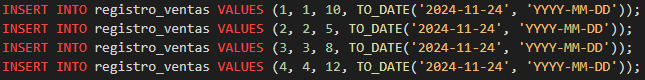 INSERT INTO registro_ventas VALUES (1, 1, 10, TO_DATE('2024-11-24', 'YYYY-MM-DD'));
INSERT INTO registro_ventas VALUES (2, 2, 5, TO_DATE('2024-11-24', 'YYYY-MM-DD'));
INSERT INTO registro_ventas VALUES (3, 3, 8, TO_DATE('2024-11-24', 'YYYY-MM-DD'));
INSERT INTO registro_ventas VALUES (4, 4, 12, TO_DATE('2024-11-24', 'YYYY-MM-DD'));